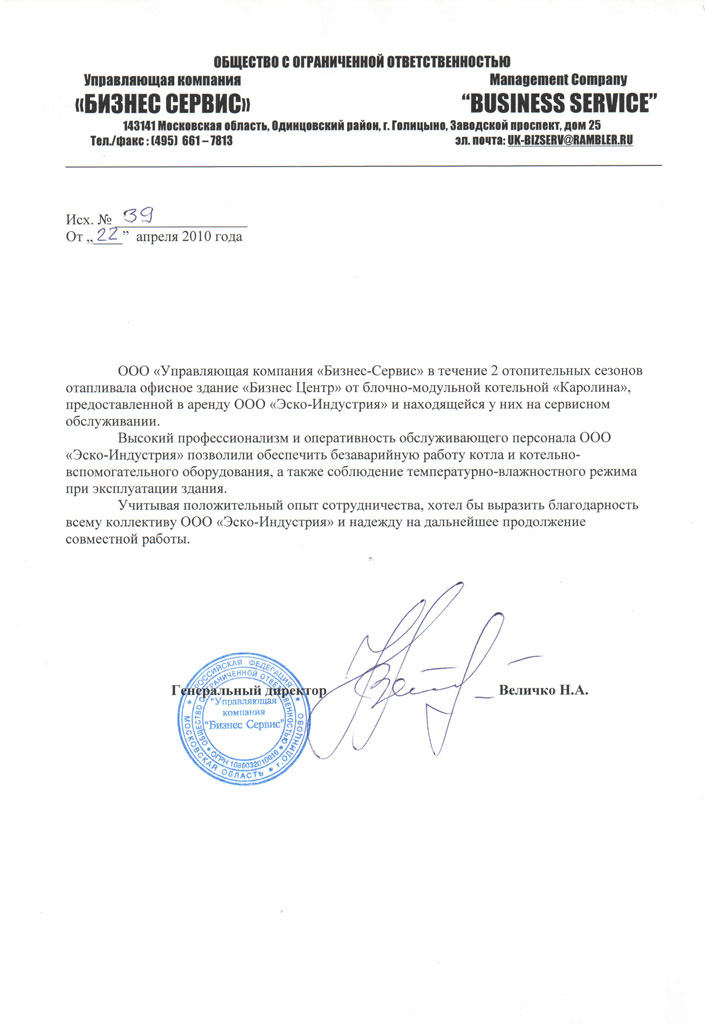 ОБЩЕСТВО С ОГРАНИЧЕННОЙ ОТВЕТСТВЕННОСТЬЮ
Управляющая компания Management Company
«БИЗНЕС СЕРВИС» “BUSINESS SERVICE”
143141 Московская область, Одинцовский район, г. Голицыно, Заводской проспект, дом 25
Тел./факс : (495) 661 – 7813 эл. почта: UK-BIZSERV@RAMBLER.RU
Исх. № 39
От „22” апреля 2010 года
ООО «Управляющая компания «Бизнес-Сервис» в течение 2 отопительных сезонов
отапливала офисное здание «Бизнес Центр» от блочно-модульной котельной «Каролина»,
предоставленной в аренду ООО «Эско-Индустрия» и находящейся у них на сервисном
обслуживании.
Высокий профессионализм и оперативность обслуживающего персонала ООО
«Эско-Индустрия» позволили обеспечить безаварийную работу котла и котельно-
вспомогательного оборудования, а также соблюдение температурно-влажностного режима
при эксплуатации здания.
Учитывая положительный опыт сотрудничества, хотел бы выразить благодарность
всему коллективу ООО «Эско-Индустрия» и надежду на дальнейшее продолжение
совместной работы.
Генеральный директор Величко Н.А.
РОССИЙСКАЯ ФЕДЕРАЦИЯ
МОСКОВСКАЯ ОБЛАСТЬ * г.ОДИНЦОВО
ОБЩЕСТВО С ОГРАНИЧЕННОЙ ОТВЕТСТВЕННОСТЬЮ
"Управляющая
компания
"Бизнес Сервис"